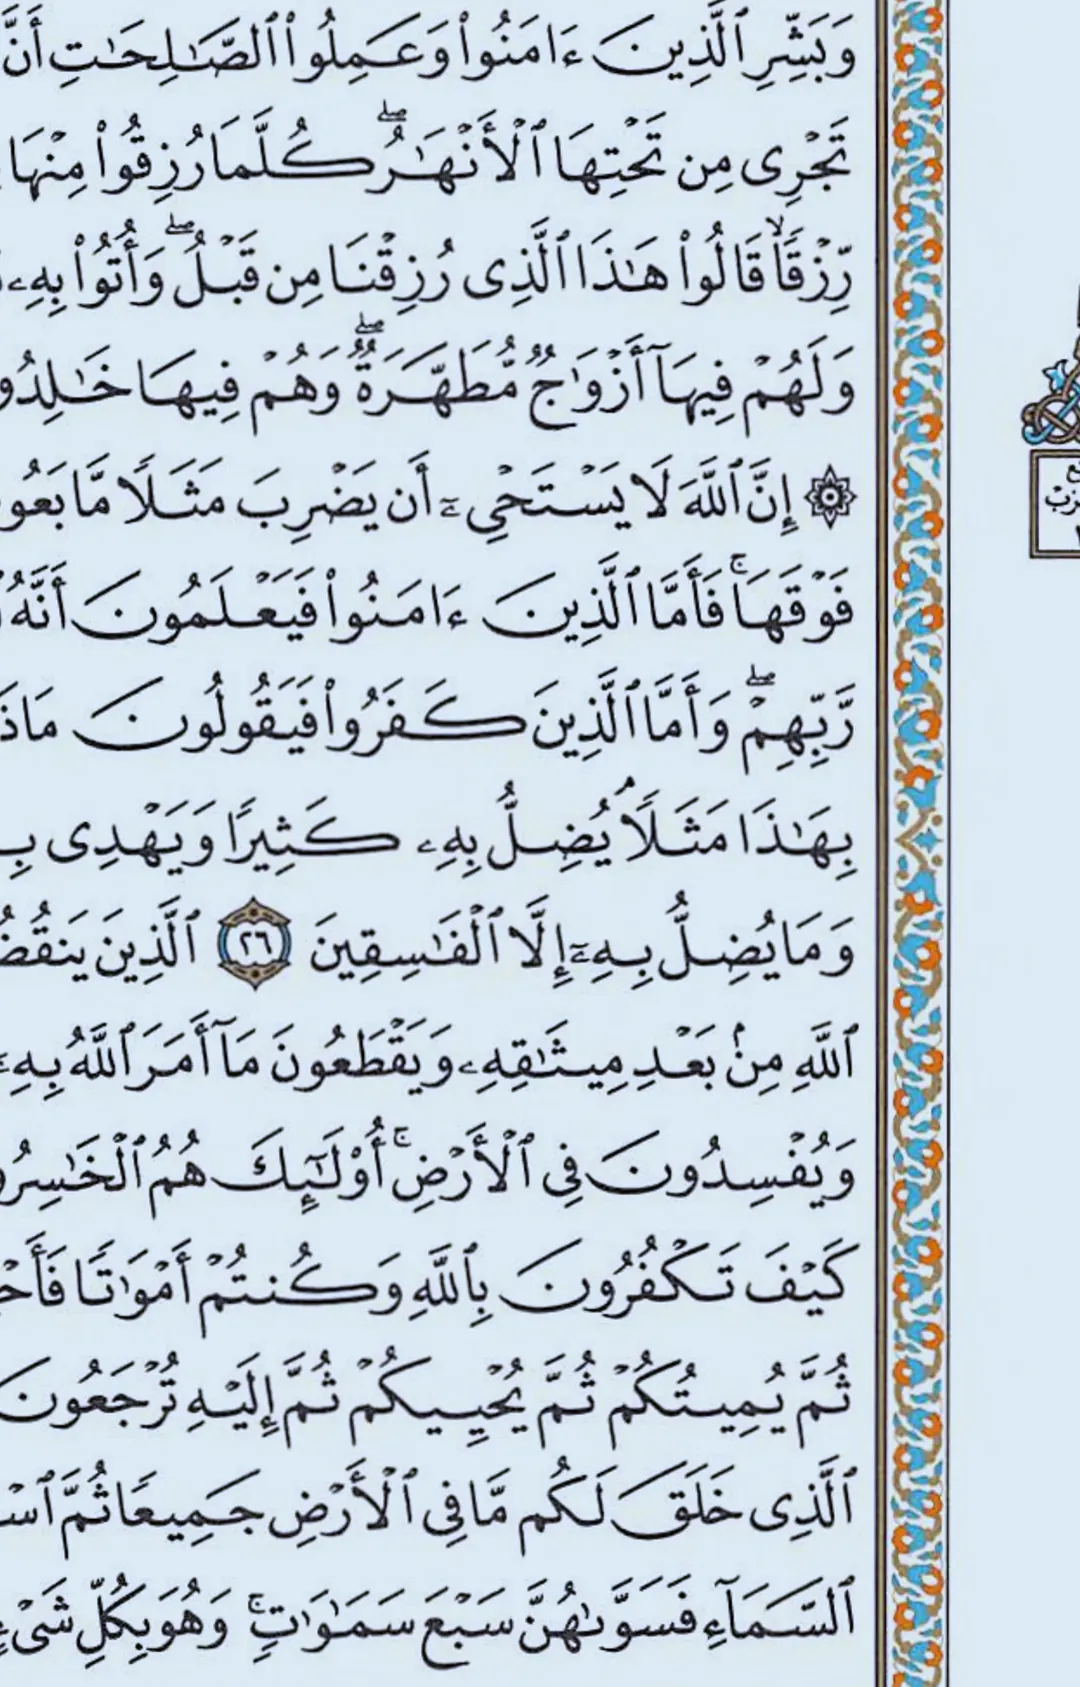 وَبَشِّرِ ٱلَّذِينَ ءَامَنُوا۟ وَعَمِلُوا۟ ٱلصَّـٰلِحَـٰتِ أَنَّ
تَجْرِى مِن تَحْتِهَا ٱلْأَنْهَـٰرُ ۖ كُلَّمَا رُزِقُوا۟ مِنْهَا
رِّزْقًا ۙ قَالُوا۟ هَـٰذَا ٱلَّذِى رُزِقْنَا مِن قَبْلُ ۖ وَأُتُوا۟ بِهِۦ
وَلَهُمْ فِيهَآ أَزْوَٰجٌ مُّطَهَّرَةٌ ۖ وَهُمْ فِيهَا خَـٰلِدُو
۞ إِنَّ ٱللَّهَ لَا يَسْتَحْىِۦٓ أَن يَضْرِبَ مَثَلًا مَّا بَعُو
فَوْقَهَا ۚ فَأَمَّا ٱلَّذِينَ ءَامَنُوا۟ فَيَعْلَمُونَ أَنَّهُ
رَّبِّهِمْ ۖ وَأَمَّا ٱلَّذِينَ كَفَرُوا۟ فَيَقُولُونَ مَاذَ
بِهَـٰذَا مَثَلًا ۘ يُضِلُّ بِهِۦ كَثِيرًا وَيَهْدِى بِـ
وَمَا يُضِلُّ بِهِۦٓ إِلَّا ٱلْفَـٰسِقِينَ ٢٦ ٱلَّذِينَ يَنقُضُ
ٱللَّهِ مِنۢ بَعْدِ مِيثَـٰقِهِۦ وَيَقْطَعُونَ مَآ أَمَرَ ٱللَّهُ بِهِۦٓ
وَيُفْسِدُونَ فِى ٱلْأَرْضِ ۚ أُو۟لَـٰٓئِكَ هُمُ ٱلْخَـٰسِرُو
كَيْفَ تَكْفُرُونَ بِٱللَّهِ وَكُنتُمْ أَمْوَٰتًا فَأَحْـ
ثُمَّ يُمِيتُكُمْ ثُمَّ يُحْيِيكُمْ ثُمَّ إِلَيْهِ تُرْجَعُونَ
ٱلَّذِى خَلَقَ لَكُم مَّا فِى ٱلْأَرْضِ جَمِيعًا ثُمَّ ٱسْـ
ٱلسَّمَآءِ فَسَوَّىٰهُنَّ سَبْعَ سَمَـٰوَٰتٍ ۚ وَهُوَ بِكُلِّ شَىْءٍ